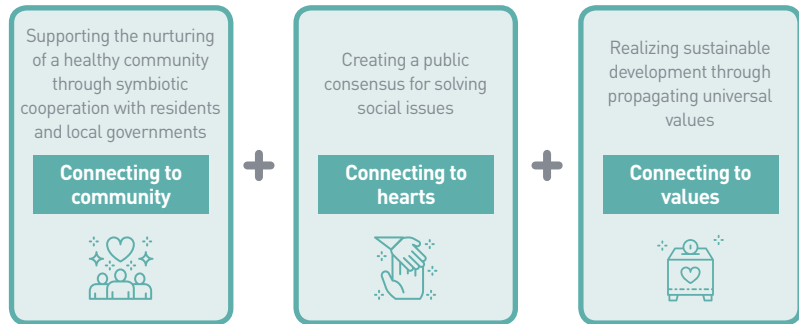 Supporting the nurturing
of a healthy community
through symbiotic
cooperation with residents
and local governments
Connecting to
community
+
Creating a public
consensus for solving
social issues
Connecting to
hearts
+
Realizing sustainable
development through
propagating universal
values
Connecting to
values